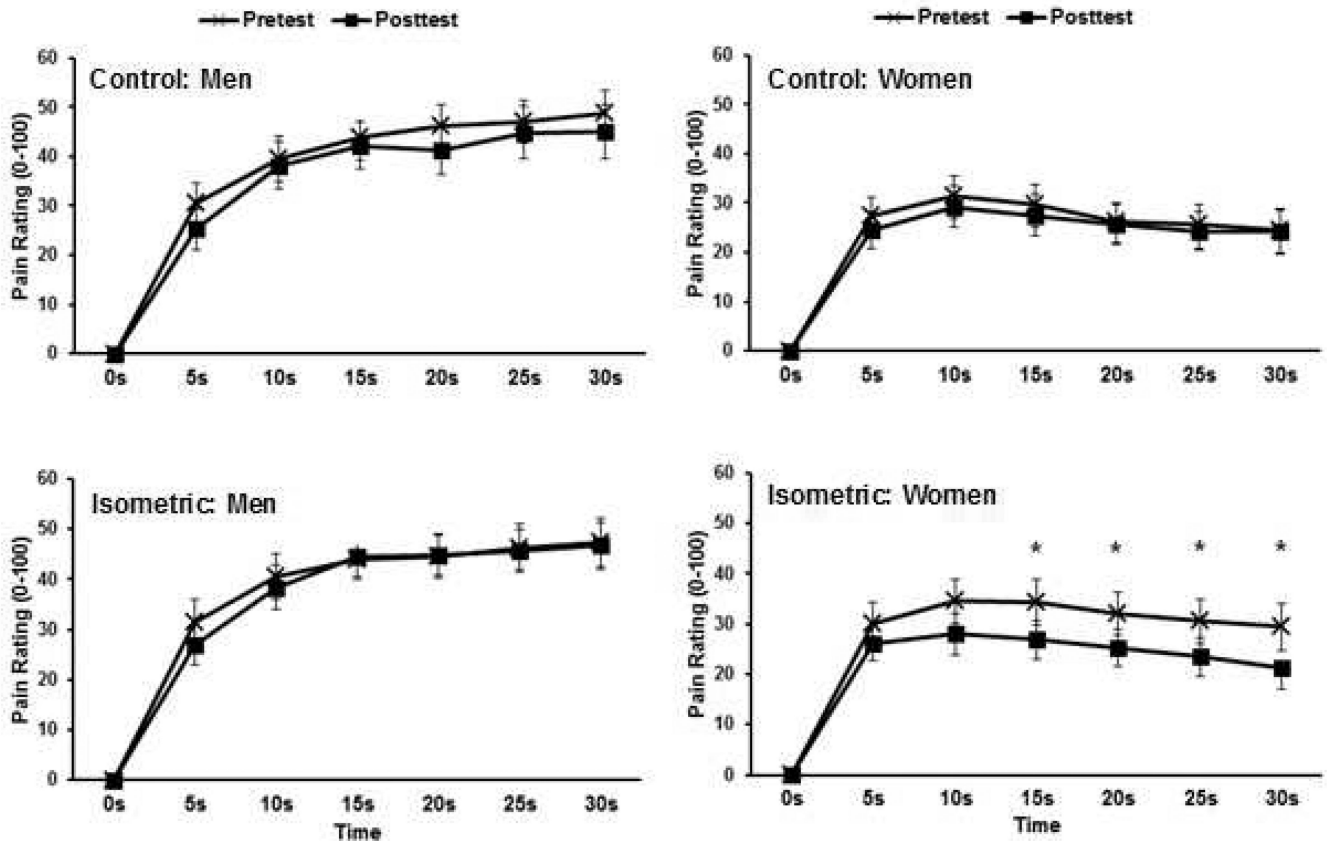 Pretest Posttest
Control: Men
Pain Rating (0-100)
60
50
40
30
20
10
0
0s 5s 10s 15s 20s 25s 30s
Pretest Posttest
Control: Women
Pain Rating (0-100)
60
50
40
30
20
10
0
0s 5s 10s 15s 20s 25s 30s
Isometric: Men
Pain Rating (0-100)
60
50
40
30
20
10
0
0s 5s 10s 15s 20s 25s 30s
Time
Isometric: Women
Pain Rating (0-100)
60
50
40
30
20
10
0
* * * *
0s 5s 10s 15s 20s 25s 30s
Time